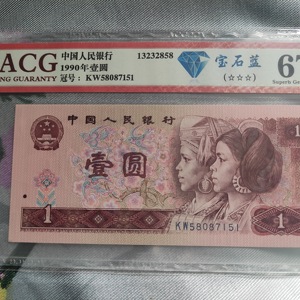 ACG 中国人民银行 13232858 宝石蓝 67
NG GUARANTY 1990年壹圆 (☆☆☆) Superb G
冠号: KW58087151
中国人民银行
壹圆
1
1
KW58087151